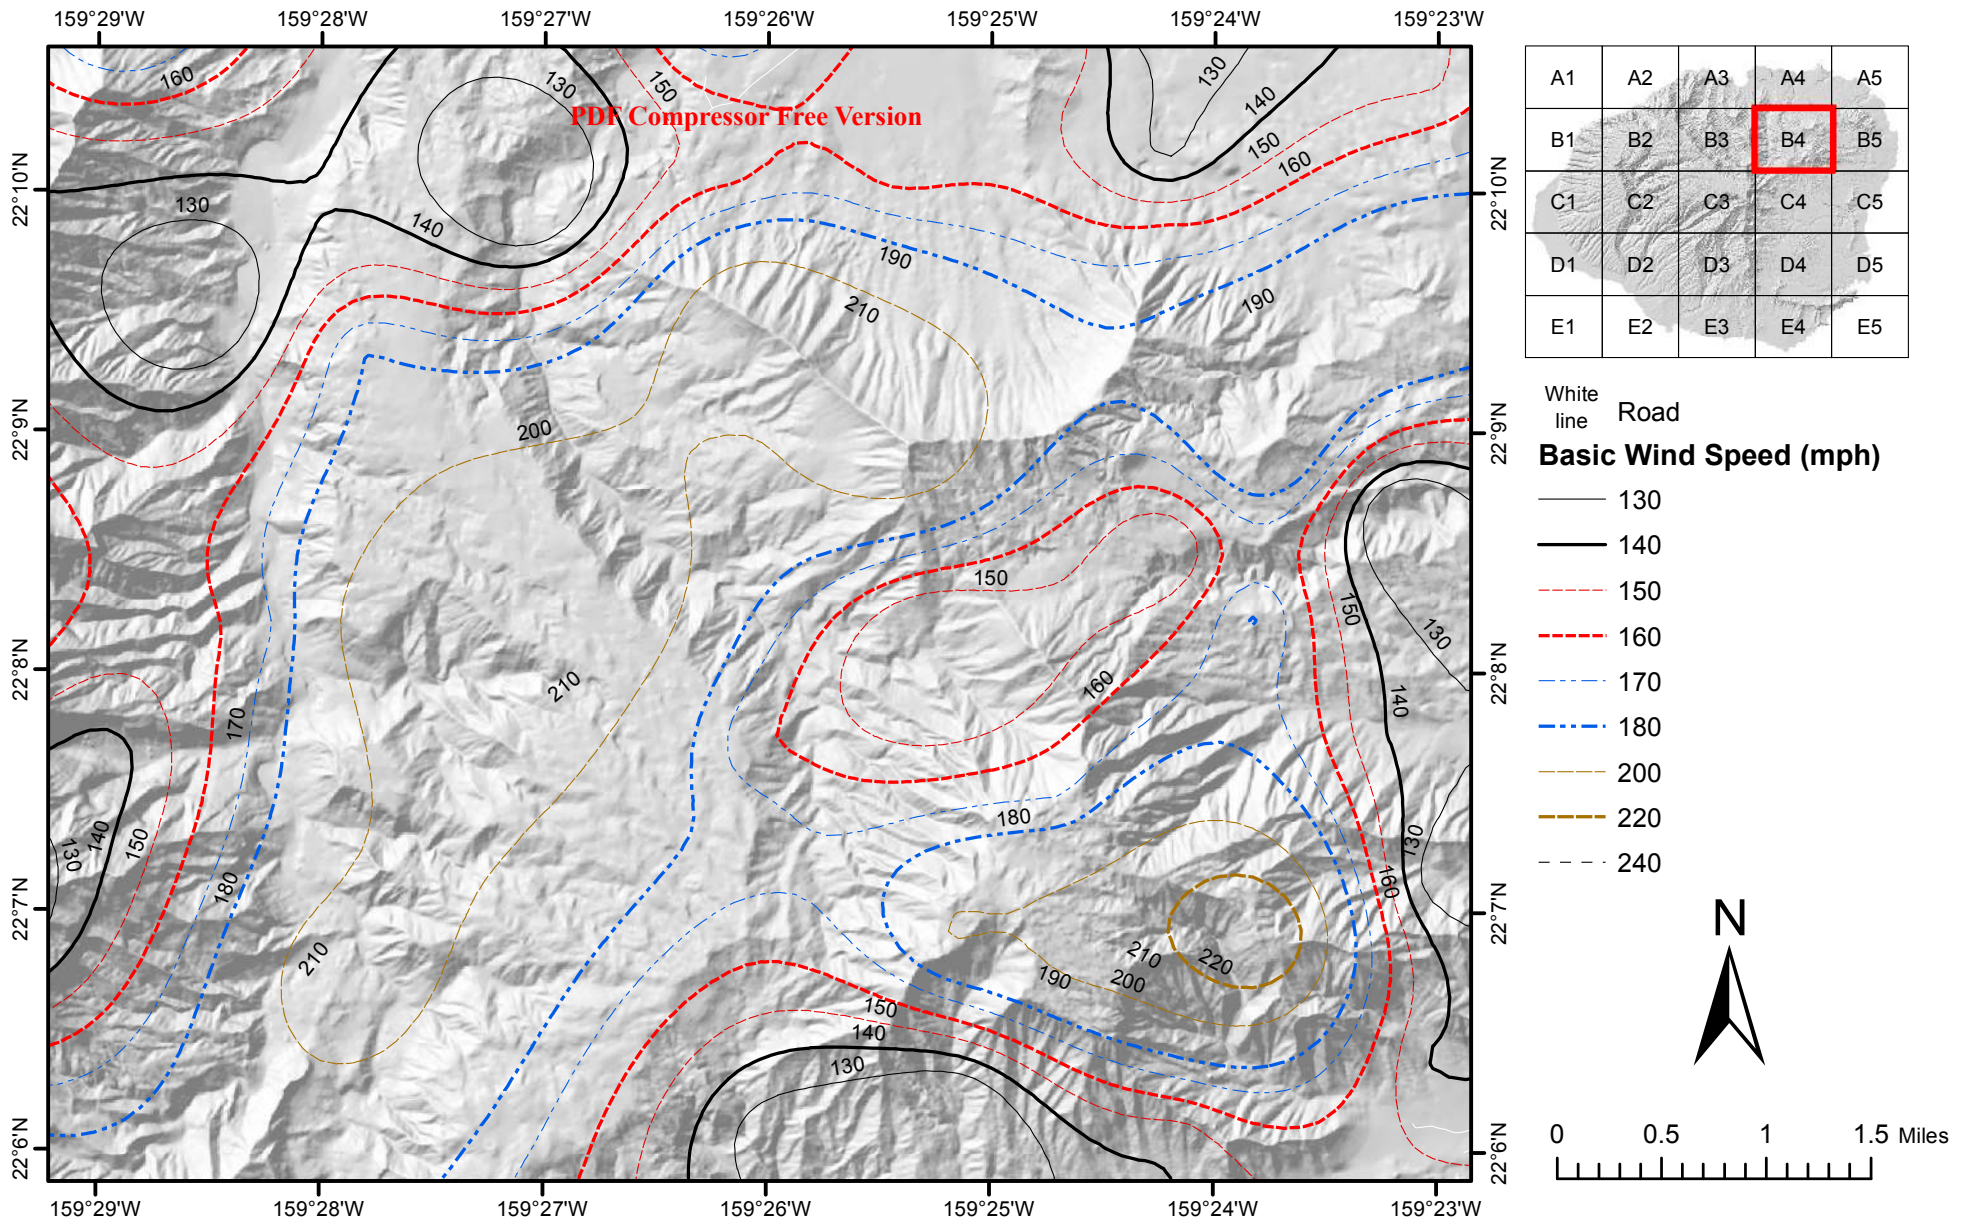 159°29'W 159°28'W 159°27'W 159°26'W 159°25'W 159°24'W 159°23'W
160
130
150
130
140
PDF Compressor Free Version
150
160
22°10'N
22°10'N
130
140
190
190
210
22°9'N
22°9'N
200
150
150
130
22°8'N
22°8'N
210
160
140
170
180
140
130
150
130
180
160
22°7'N
22°7'N
210
210
220
190
200
150
140
130
22°6'N
22°6'N
159°29'W 159°28'W 159°27'W 159°26'W 159°25'W 159°24'W 159°23'W
A1 A2 A3 A4 A5
B1 B2 B3 B4 B5
C1 C2 C3 C4 C5
D1 D2 D3 D4 D5
E1 E2 E3 E4 E5
White
line
Road
Basic Wind Speed (mph)
130
140
150
160
170
180
200
220
240
N
0 0.5 1 1.5 Miles